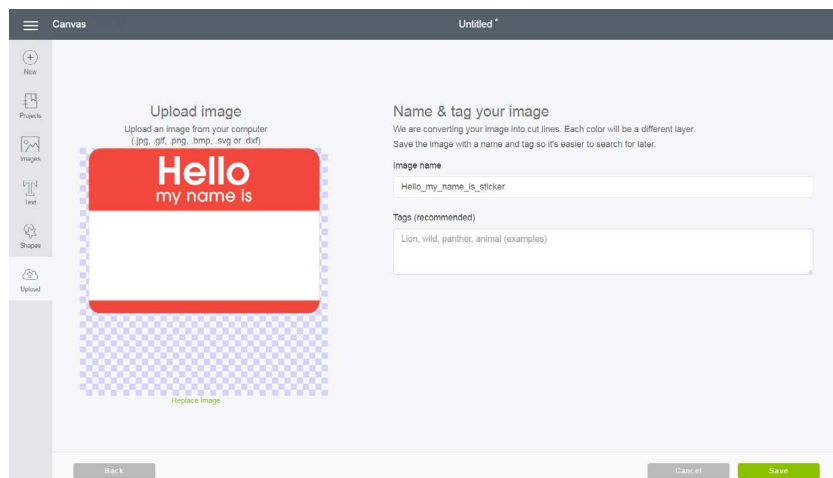 Canvas
Untitled *
New
Projects
Images
Text
Shapes
Upload
Upload image
Upload an image from your computer
(.jpg, .gif, .png, .bmp, .svg or .dxf)
Hello
my name is
Replace Image
Name & tag your image
We are converting your image into cut lines. Each color will be a different layer.
Save the image with a name and tag so it's easier to search for later.
Image name
Hello_my_name_is_sticker
Tags (recommended)
Lion, wild, panther, animal (examples)
Back
Cancel
Save